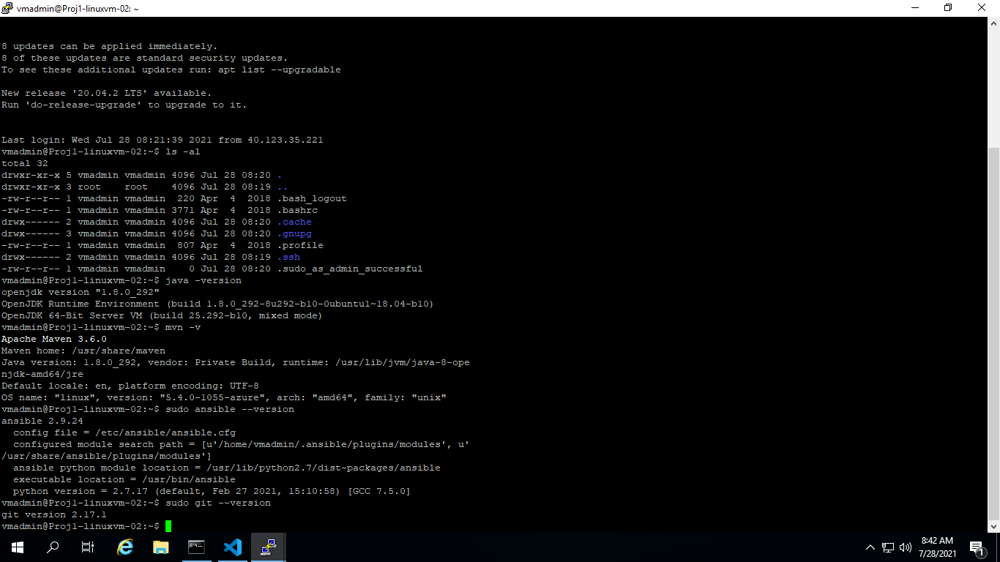 vmadmin@Proj1-linuxvm-02: ~
8 updates can be applied immediately.
8 of these updates are standard security updates.
To see these additional updates run: apt list --upgradable
New release '20.04.2 LTS' available.
Run 'do-release-upgrade' to upgrade to it.
Last login: Wed Jul 28 08:21:39 2021 from 40.123.35.221
vmadmin@Proj1-linuxvm-02:~$ ls -al
total 32
drwxr-xr-x 5 vmadmin vmadmin 4096 Jul 28 08:20 .
drwxr-xr-x 3 root    root    4096 Jul 28 08:19 ..
-rw-r--r-- 1 vmadmin vmadmin  220 Apr  4  2018 .bash_logout
-rw-r--r-- 1 vmadmin vmadmin 3771 Apr  4  2018 .bashrc
drwx------ 2 vmadmin vmadmin 4096 Jul 28 08:20 .cache
drwx------ 3 vmadmin vmadmin 4096 Jul 28 08:20 .gnupg
-rw-r--r-- 1 vmadmin vmadmin  807 Apr  4  2018 .profile
drwx------ 2 vmadmin vmadmin 4096 Jul 28 08:19 .ssh
-rw-r--r-- 1 vmadmin vmadmin    0 Jul 28 08:20 .sudo_as_admin_successful
vmadmin@Proj1-linuxvm-02:~$ java -version
openjdk version "1.8.0_292"
OpenJDK Runtime Environment (build 1.8.0_292-8u292-b10-0ubuntu1~18.04-b10)
OpenJDK 64-Bit Server VM (build 25.292-b10, mixed mode)
vmadmin@Proj1-linuxvm-02:~$ mvn -v
Apache Maven 3.6.0
Maven home: /usr/share/maven
Java version: 1.8.0_292, vendor: Private Build, runtime: /usr/lib/jvm/java-8-ope
njdk-amd64/jre
Default locale: en, platform encoding: UTF-8
OS name: "linux", version: "5.4.0-1055-azure", arch: "amd64", family: "unix"
vmadmin@Proj1-linuxvm-02:~$ sudo ansible --version
ansible 2.9.24
  config file = /etc/ansible/ansible.cfg
  configured module search path = [u'/home/vmadmin/.ansible/plugins/modules', u'
/usr/share/ansible/plugins/modules']
  ansible python module location = /usr/lib/python2.7/dist-packages/ansible
  executable location = /usr/bin/ansible
  python version = 2.7.17 (default, Feb 27 2021, 15:10:58) [GCC 7.5.0]
vmadmin@Proj1-linuxvm-02:~$ sudo git --version
git version 2.17.1
vmadmin@Proj1-linuxvm-02:~$
8:42 AM
7/28/2021
1